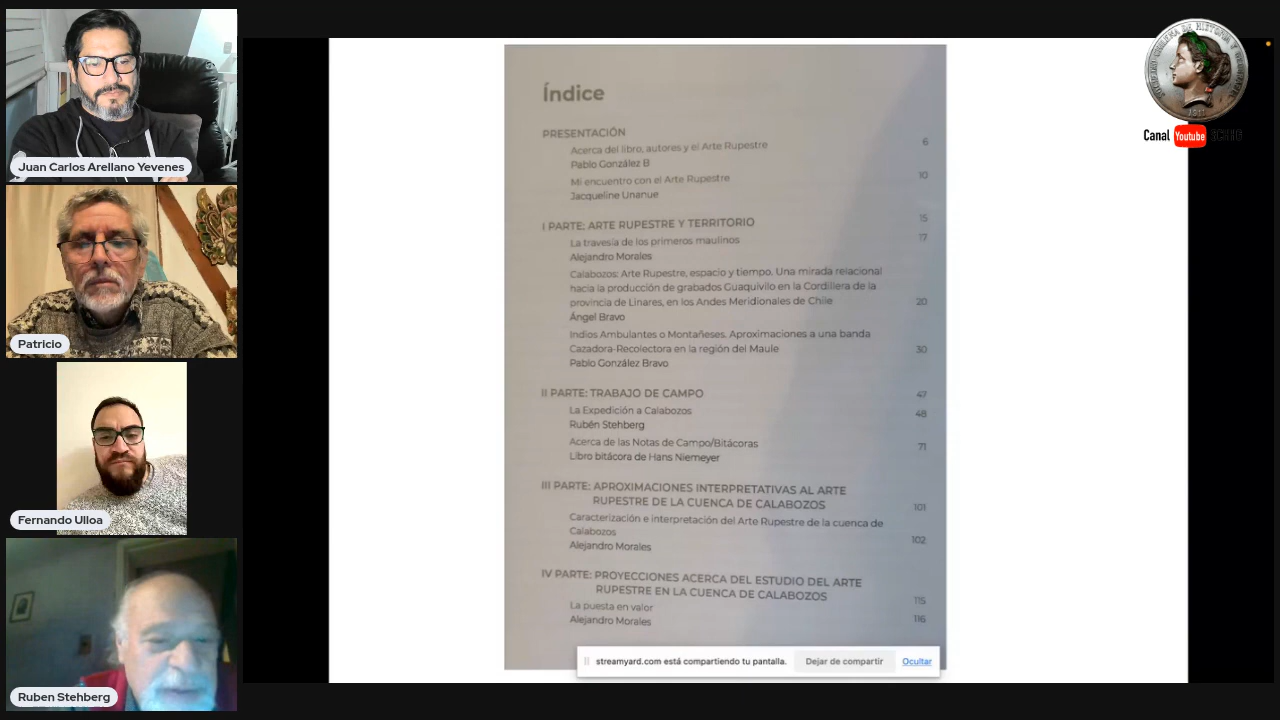 Juan Carlos Arellano Yevenes
Patricio
Fernando Ulloa
Ruben Stehberg
Índice
PRESENTACIÓN
Acerca del libro, autores y el Arte Rupestre 6
Pablo González B
Mi encuentro con el Arte Rupestre 10
Jacqueline Unanue
I PARTE: ARTE RUPESTRE Y TERRITORIO 15
La travesía de los primeros maulinos 17
Alejandro Morales
Calabozos: Arte Rupestre, espacio y tiempo. Una mirada relacional
hacia la producción de grabados Guaquivilo en la Cordillera de la
provincia de Linares, en los Andes Meridionales de Chile 20
Ángel Bravo
Indios Ambulantes o Montañeses. Aproximaciones a una banda
Cazadora-Recolectora en la región del Maule 30
Pablo González Bravo
II PARTE: TRABAJO DE CAMPO 47
La Expedición a Calabozos 48
Rubén Stehberg
Acerca de las Notas de Campo/Bitácoras 71
Libro bitácora de Hans Niemeyer
III PARTE: APROXIMACIONES INTERPRETATIVAS AL ARTE
RUPESTRE DE LA CUENCA DE CALABOZOS 101
Caracterización e interpretación del Arte Rupestre de la cuenca de
Calabozos 102
Alejandro Morales
IV PARTE: PROYECCIONES ACERCA DEL ESTUDIO DEL ARTE
RUPESTRE EN LA CUENCA DE CALABOZOS 115
La puesta en valor 116
Alejandro Morales
streamyard.com está compartiendo tu pantalla. Dejar de compartir Ocultar
1911
Canal Youtube SCHHG